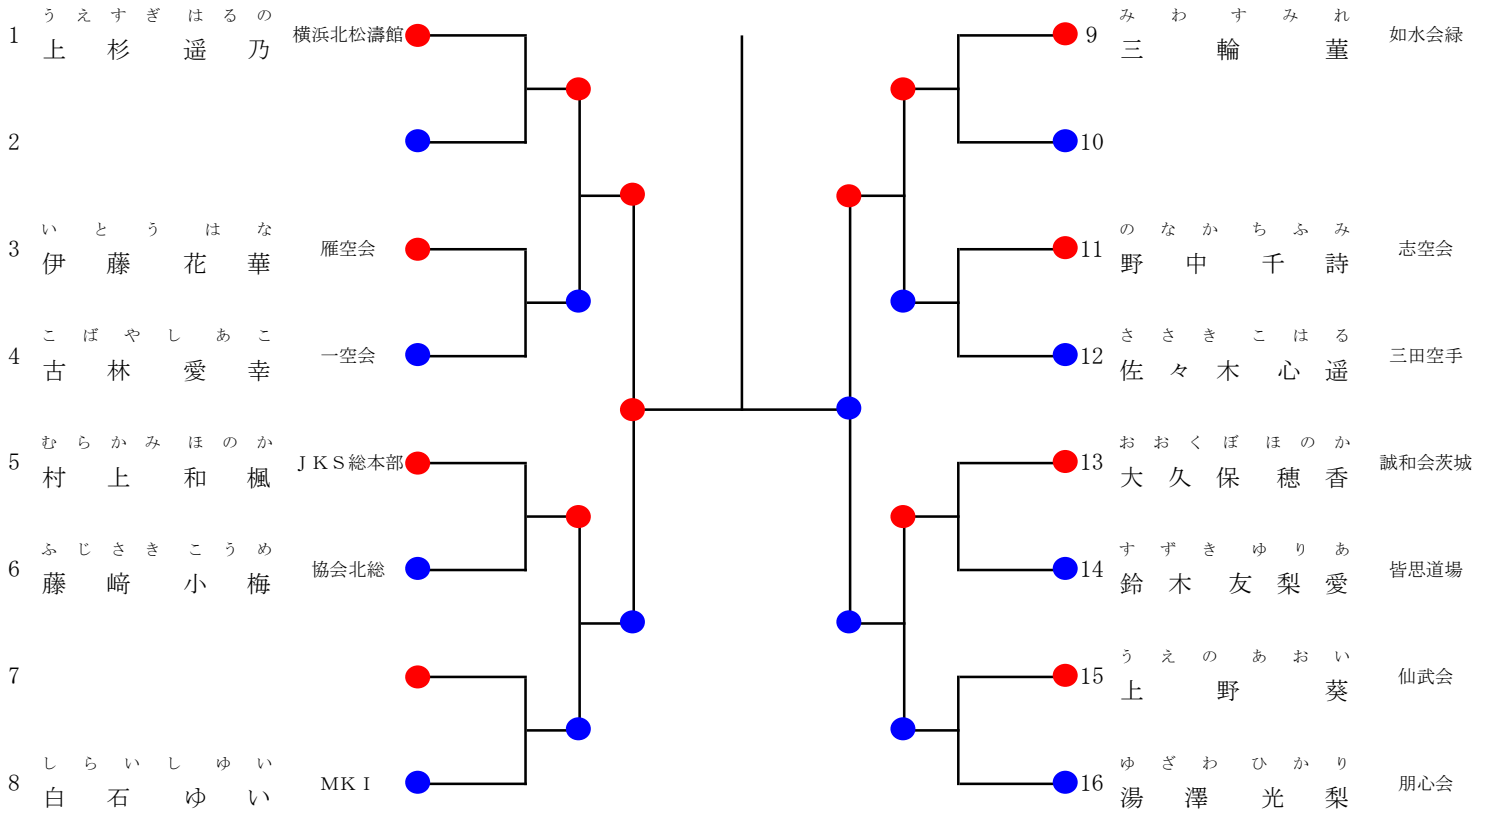 うえすぎはるの
1 上杉遥乃 横浜北松濤館
2
いとうはな
3 伊藤花華 雁空会
こばやしあこ
4 古林愛幸 一空会
むらかみほのか
5 村上和楓 ＪＫＳ総本部
ふじさきこうめ
6 藤﨑小梅 協会北総
7
しらいしゆい
8 白石ゆい ＭＫＩ
みわすみれ
9 三輪菫 如水会緑
10
のなかちふみ
11 野中千詩 志空会
ささきこはる
12 佐々木心遥 三田空手
おおくぼほのか
13 大久保穂香 誠和会茨城
すずきゆりあ
14 鈴木友梨愛 皆思道場
うえのあおい
15 上野葵 仙武会
ゆざわひかり
16 湯澤光梨 朋心会